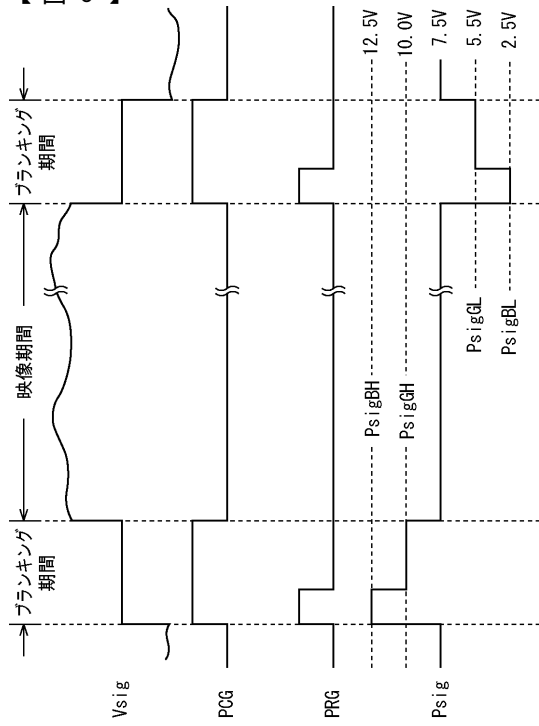 【図 】
ブランキング
期間
映像期間
ブランキング
期間
Vsig
PCG
PRG
PsigBH
12.5V
PsigGH
10.0V
Psig
7.5V
PsigGL
5.5V
PsigBL
2.5V